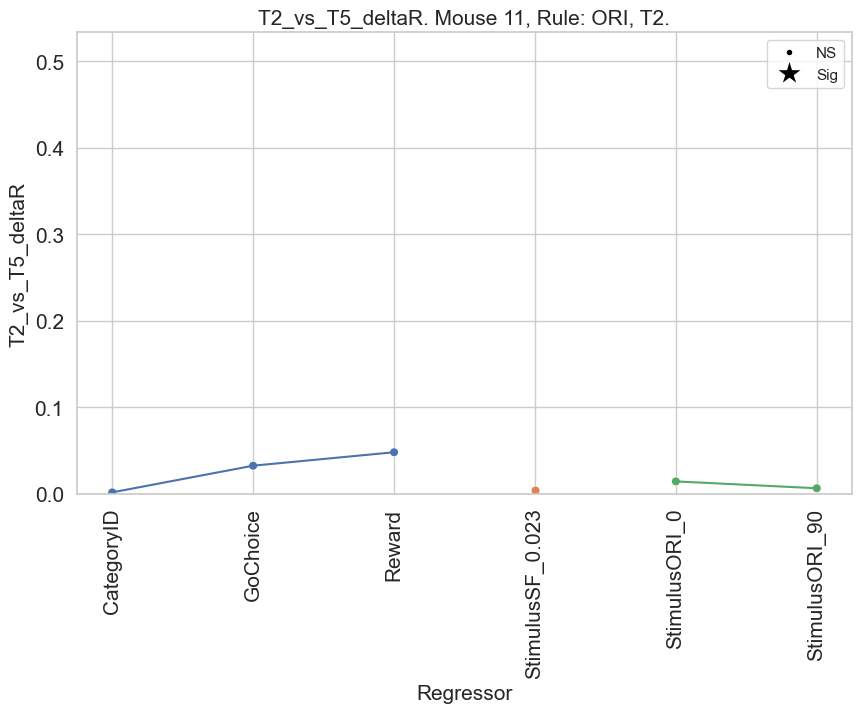 T2_vs_T5_deltaR. Mouse 11, Rule: ORI, T2.
NS
Sig
T2_vs_T5_deltaR
0.5
0.4
0.3
0.2
0.1
0.0
CategoryID
GoChoice
Reward
StimulusSF_0.023
StimulusORI_0
StimulusORI_90
Regressor